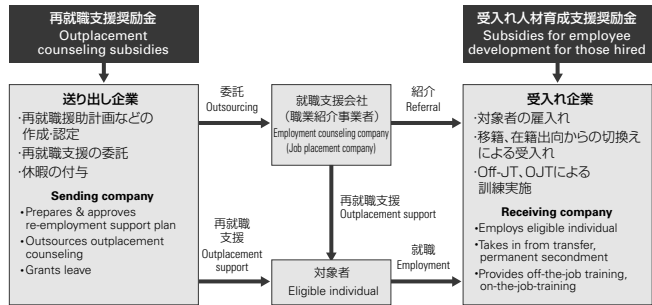 再就職支援奨励金
Outplacement
counseling subsidies
受入れ人材育成支援奨励金
Subsidies for employee
development for those hired
送り出し企業
・再就職援助計画などの
作成・認定
・再就職支援の委託
・休暇の付与
Sending company
•Prepares & approves
re-employment support plan
•Outsources outplacement
counseling
•Grants leave
委託
Outsourcing
就職支援会社
（職業紹介事業者）
Employment counseling company
(Job placement company)
紹介
Referral
再就職支援
Outplacement support
再就職
支援
Outplacement
support
対象者
Eligible individual
就職
Employment
受入れ企業
・対象者の雇入れ
・移籍、在籍出向からの切換え
による受入れ
・Off-JT、OJTによる
訓練実施
Receiving company
•Employs eligible individual
•Takes in from transfer,
permanent secondment
•Provides off-the-job training,
on-the-job-training